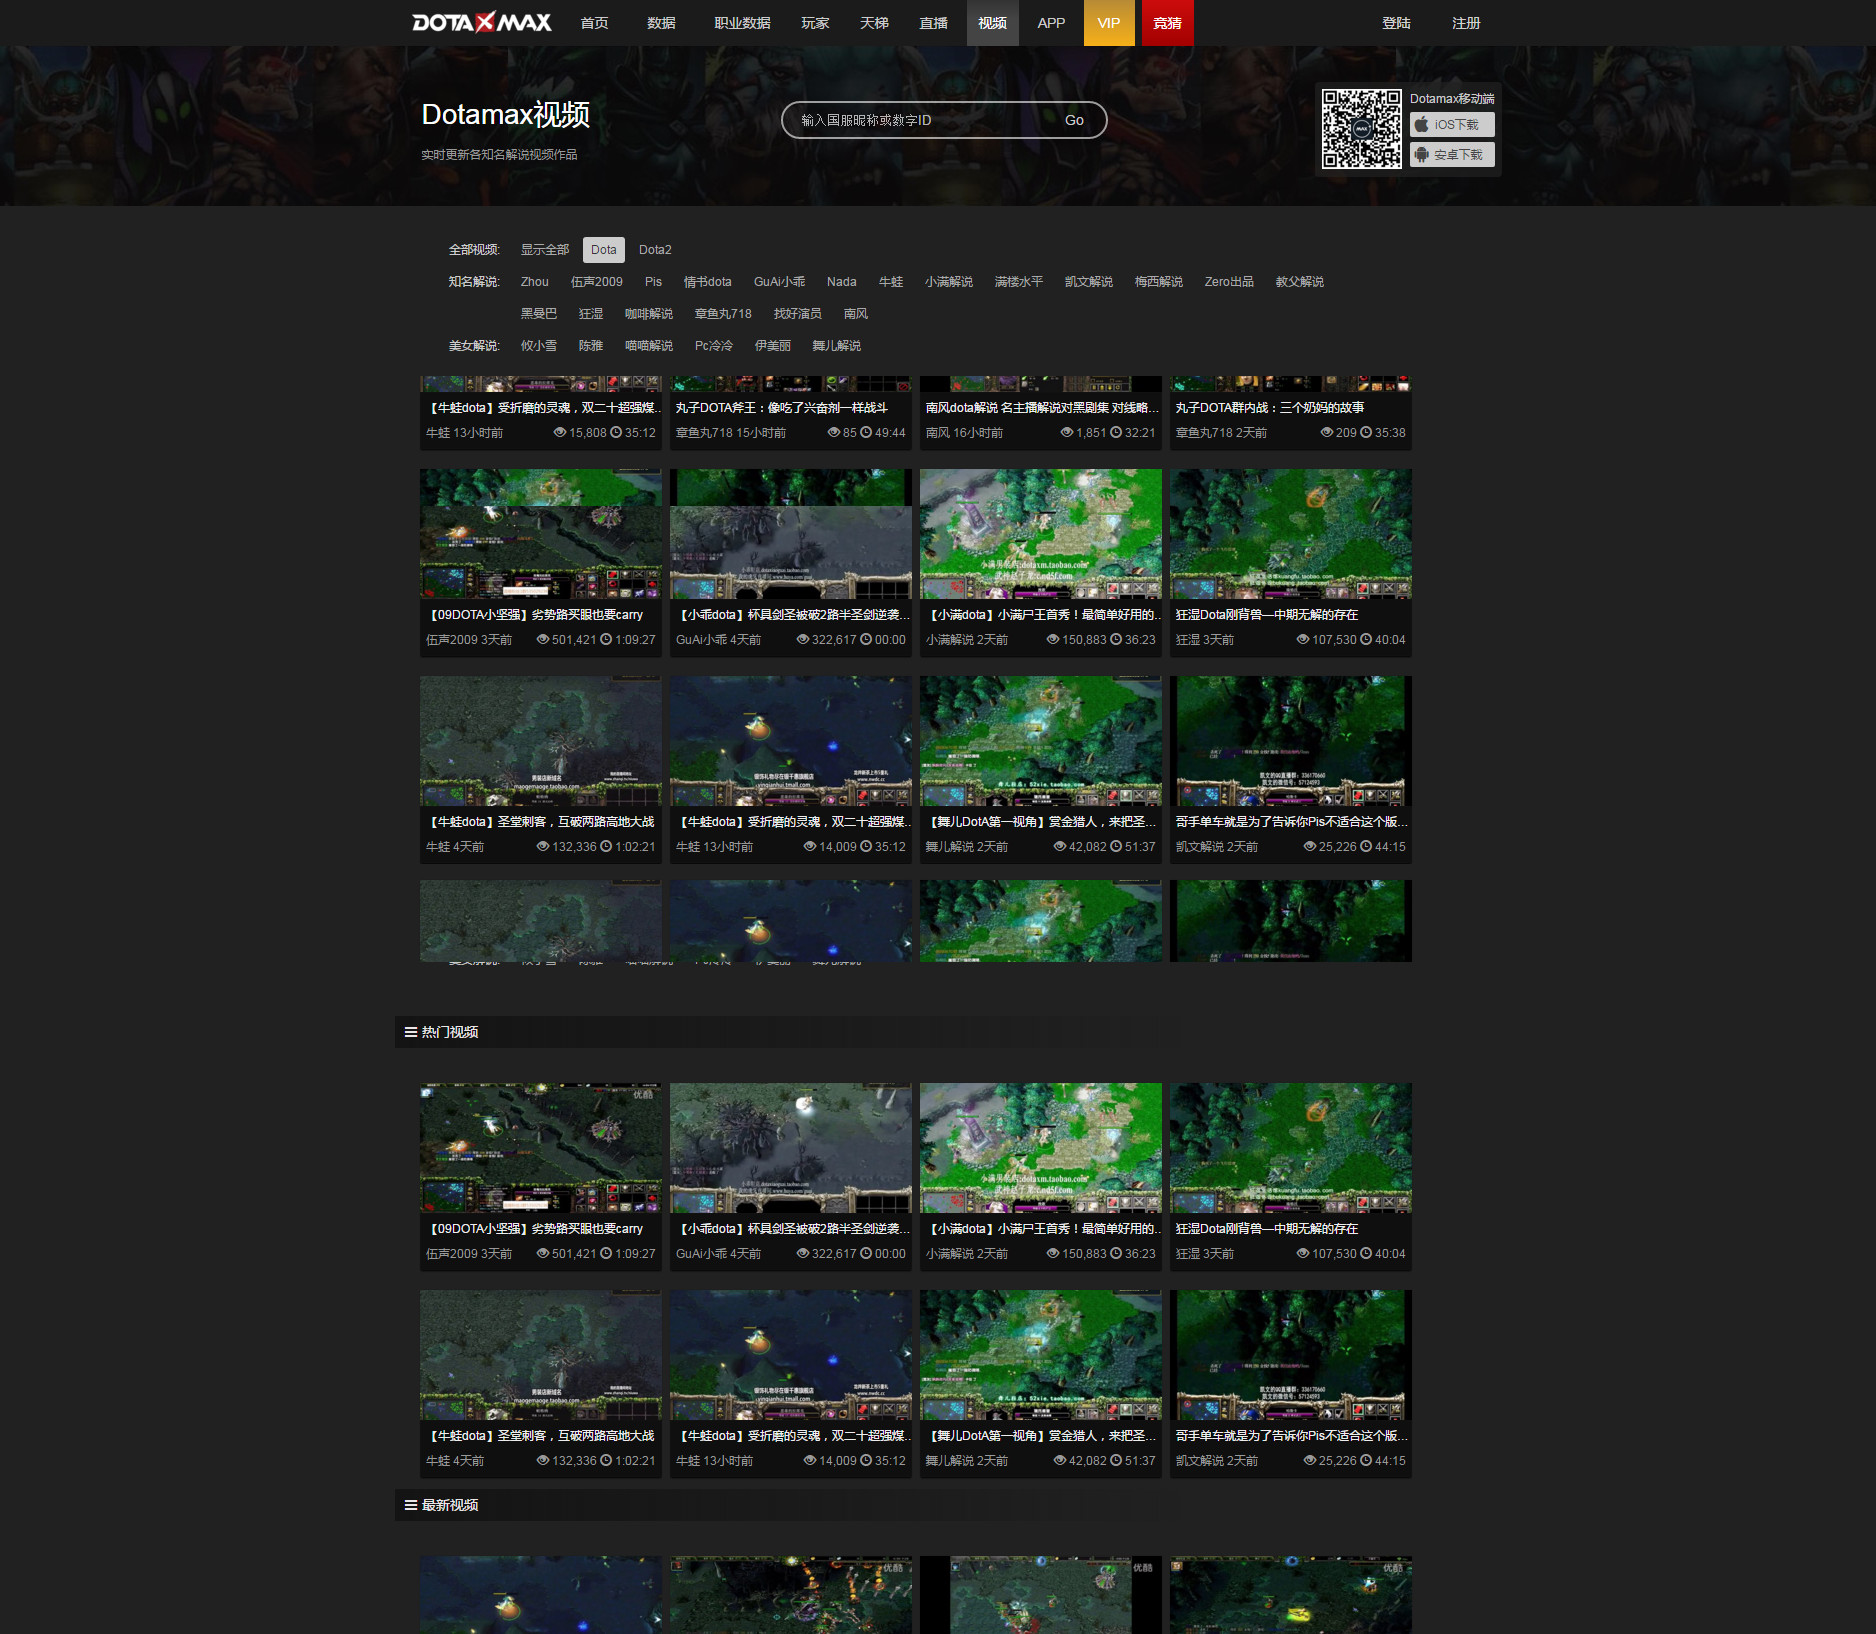 DOTAMAX 首页 数据 职业数据 玩家 天梯 直播 视频 APP VIP 竞猜 登陆 注册
Dotamax视频
实时更新各知名解说视频作品
输入国服昵称或数字ID Go
Dotamax移动端
iOS下载
安卓下载
全部视频: 显示全部 Dota Dota2
知名解说: Zhou 伍声2009 Pis 情书dota GuAi小乖 Nada 牛蛙 小满解说 满楼水平 凯文解说 梅西解说 Zero出品 教父解说
黑曼巴 狂湿 咖啡解说 章鱼丸718 找好演员 南风
美女解说: 攸小雪 陈雅 喵喵解说 Pc冷冷 伊美丽 舞儿解说
【牛蛙dota】受折磨的灵魂，双二十超强煤...
牛蛙 13小时前 15,808 35:12
丸子DOTA斧王：像吃了兴奋剂一样战斗
章鱼丸718 15小时前 85 49:44
南风dota解说 名主播解说对黑剧集 对线略...
南风 16小时前 1,851 32:21
丸子DOTA群内战：三个奶妈的故事
章鱼丸718 2天前 209 35:38
【09DOTA小坚强】劣势路买眼也要carry
伍声2009 3天前 501,421 1:09:27
【小乖dota】杯具剑圣被破2路半圣剑逆袭...
GuAi小乖 4天前 322,617 00:00
【小满dota】小满尸王首秀！最简单好用的...
小满解说 2天前 150,883 36:23
狂湿Dota刚背兽—中期无解的存在
狂湿 3天前 107,530 40:04
【牛蛙dota】圣堂刺客，互破两路高地大战
牛蛙 4天前 132,336 1:02:21
【牛蛙dota】受折磨的灵魂，双二十超强煤...
牛蛙 13小时前 14,009 35:12
【舞儿DotA第一视角】赏金猎人，来把圣...
舞儿解说 2天前 42,082 51:37
哥手单车就是为了告诉你Pis不适合这个版...
凯文解说 2天前 25,226 44:15
热门视频
优酷
【09DOTA小坚强】劣势路买眼也要carry
伍声2009 3天前 501,421 1:09:27
【小乖dota】杯具剑圣被破2路半圣剑逆袭...
GuAi小乖 4天前 322,617 00:00
【小满dota】小满尸王首秀！最简单好用的...
小满解说 2天前 150,883 36:23
狂湿Dota刚背兽—中期无解的存在
狂湿 3天前 107,530 40:04
【牛蛙dota】圣堂刺客，互破两路高地大战
牛蛙 4天前 132,336 1:02:21
【牛蛙dota】受折磨的灵魂，双二十超强煤...
牛蛙 13小时前 14,009 35:12
【舞儿DotA第一视角】赏金猎人，来把圣...
舞儿解说 2天前 42,082 51:37
哥手单车就是为了告诉你Pis不适合这个版...
凯文解说 2天前 25,226 44:15
最新视频
优酷
优酷
优酷